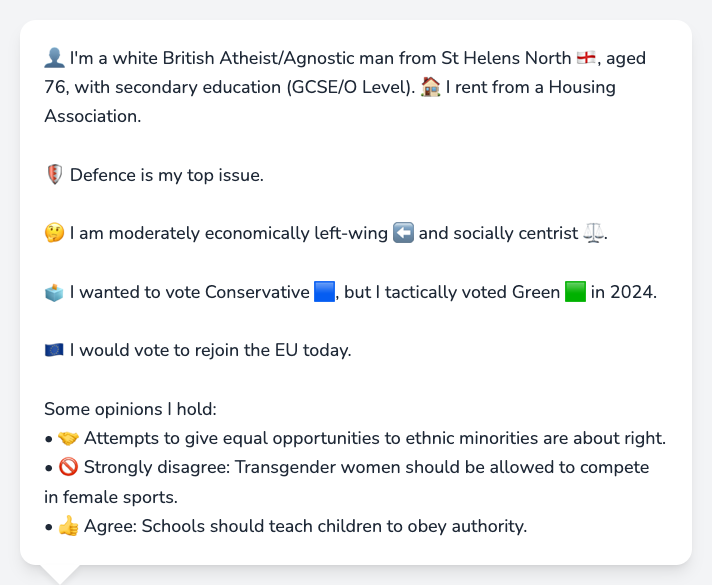 👤 I'm a white British Atheist/Agnostic man from St Helens North 🏴󠁧󠁢󠁥󠁮󠁧󠁿, aged
76, with secondary education (GCSE/O Level). 🏠 I rent from a Housing
Association.
🛡️ Defence is my top issue.
🤔 I am moderately economically left-wing ⬅️ and socially centrist ⚖️.
🗳️ I wanted to vote Conservative 🟦, but I tactically voted Green 🟩 in 2024.
🇪🇺 I would vote to rejoin the EU today.
Some opinions I hold:
• 🤝 Attempts to give equal opportunities to ethnic minorities are about right.
• 🚫 Strongly disagree: Transgender women should be allowed to compete
in female sports.
• 👍 Agree: Schools should teach children to obey authority.